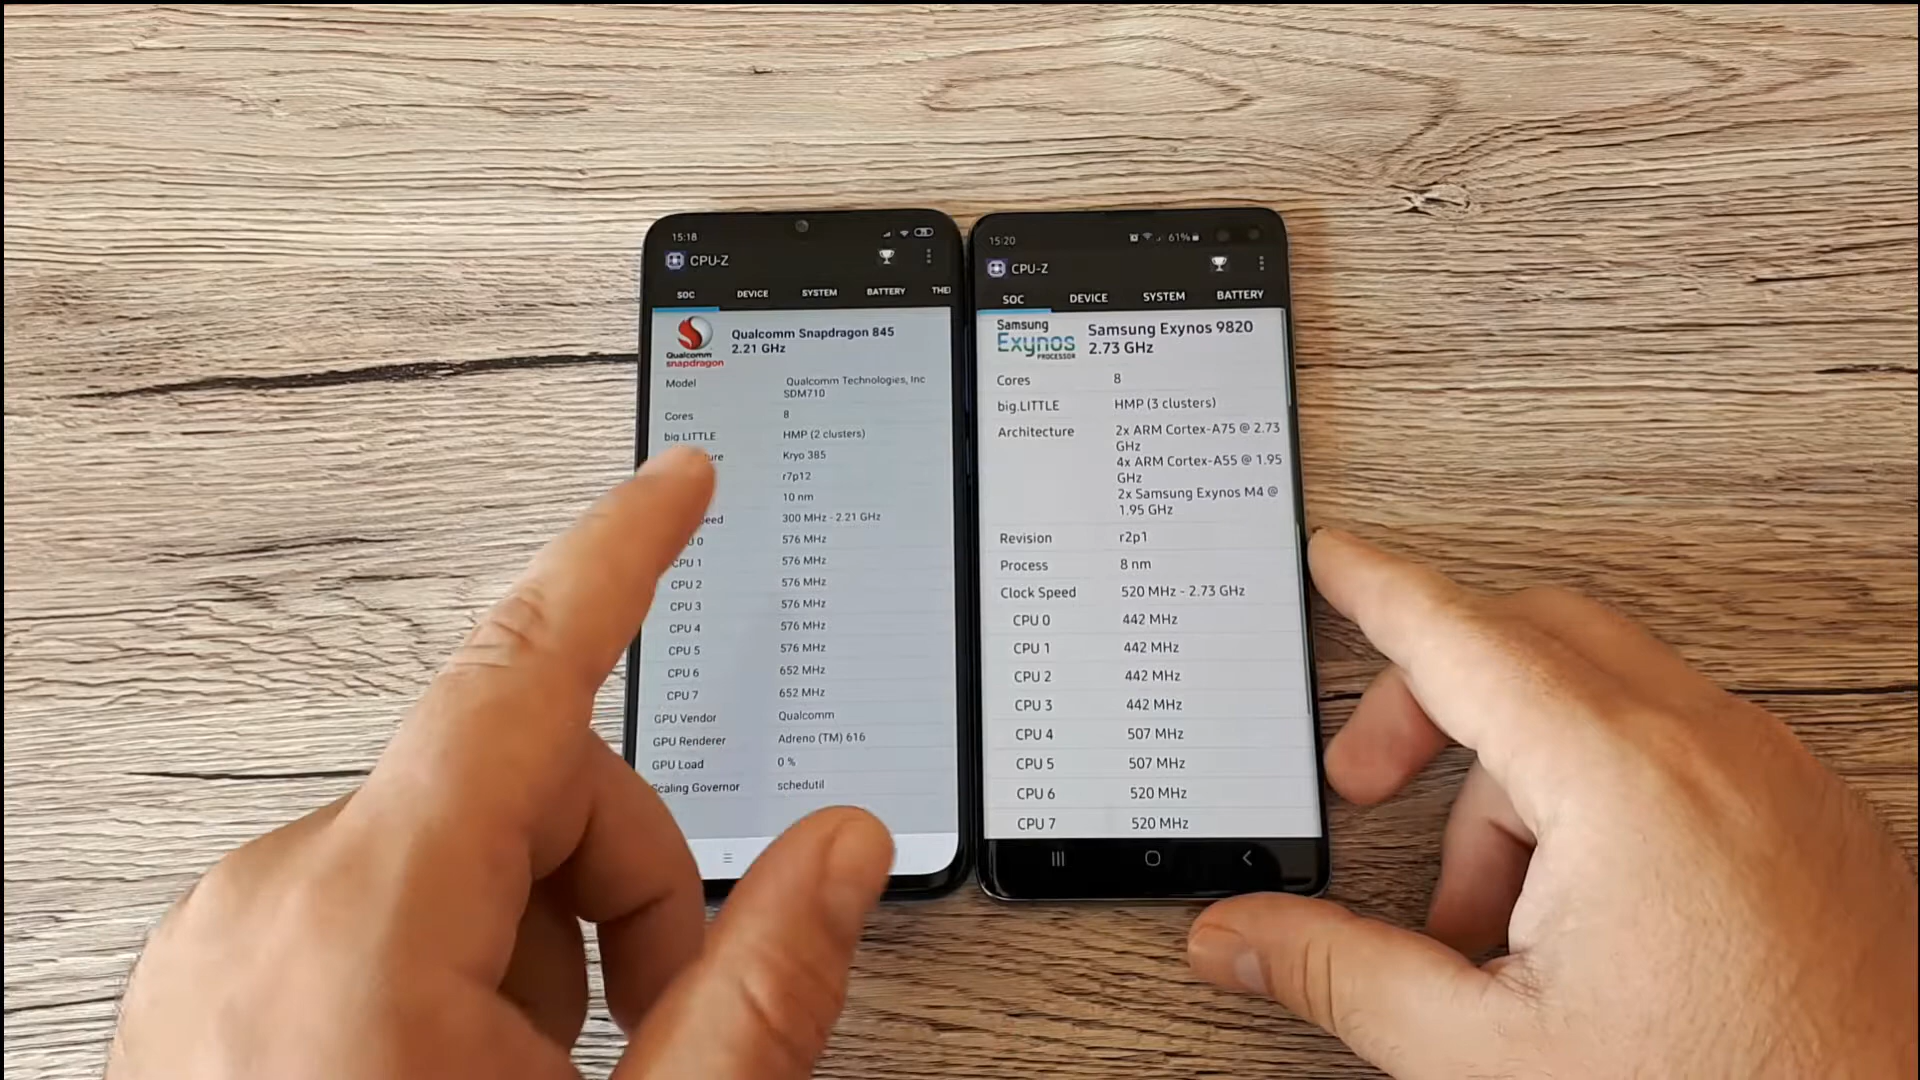 15:18
CPU-Z
SOC DEVICE SYSTEM BATTERY THE
Qualcomm
snapdragon
Qualcomm Snapdragon 845
2.21 GHz
Model Qualcomm Technologies, Inc
SDM710
Cores 8
big.LITTLE HMP (2 clusters)
ure Kryo 385
r7p12
10 nm
eed 300 MHz - 2.21 GHz
U 0 576 MHz
CPU 1 576 MHz
CPU 2 576 MHz
CPU 3 576 MHz
CPU 4 576 MHz
CPU 5 576 MHz
CPU 6 652 MHz
CPU 7 652 MHz
GPU Vendor Qualcomm
GPU Renderer Adreno (TM) 616
GPU Load 0 %
Scaling Governor schedutil
15:20 61%
CPU-Z
SOC DEVICE SYSTEM BATTERY
Samsung
Exynos
PROCESSOR
Samsung Exynos 9820
2.73 GHz
Cores 8
big.LITTLE HMP (3 clusters)
Architecture 2x ARM Cortex-A75 @ 2.73
GHz
4x ARM Cortex-A55 @ 1.95
GHz
2x Samsung Exynos M4 @
1.95 GHz
Revision r2p1
Process 8 nm
Clock Speed 520 MHz - 2.73 GHz
CPU 0 442 MHz
CPU 1 442 MHz
CPU 2 442 MHz
CPU 3 442 MHz
CPU 4 507 MHz
CPU 5 507 MHz
CPU 6 520 MHz
CPU 7 520 MHz